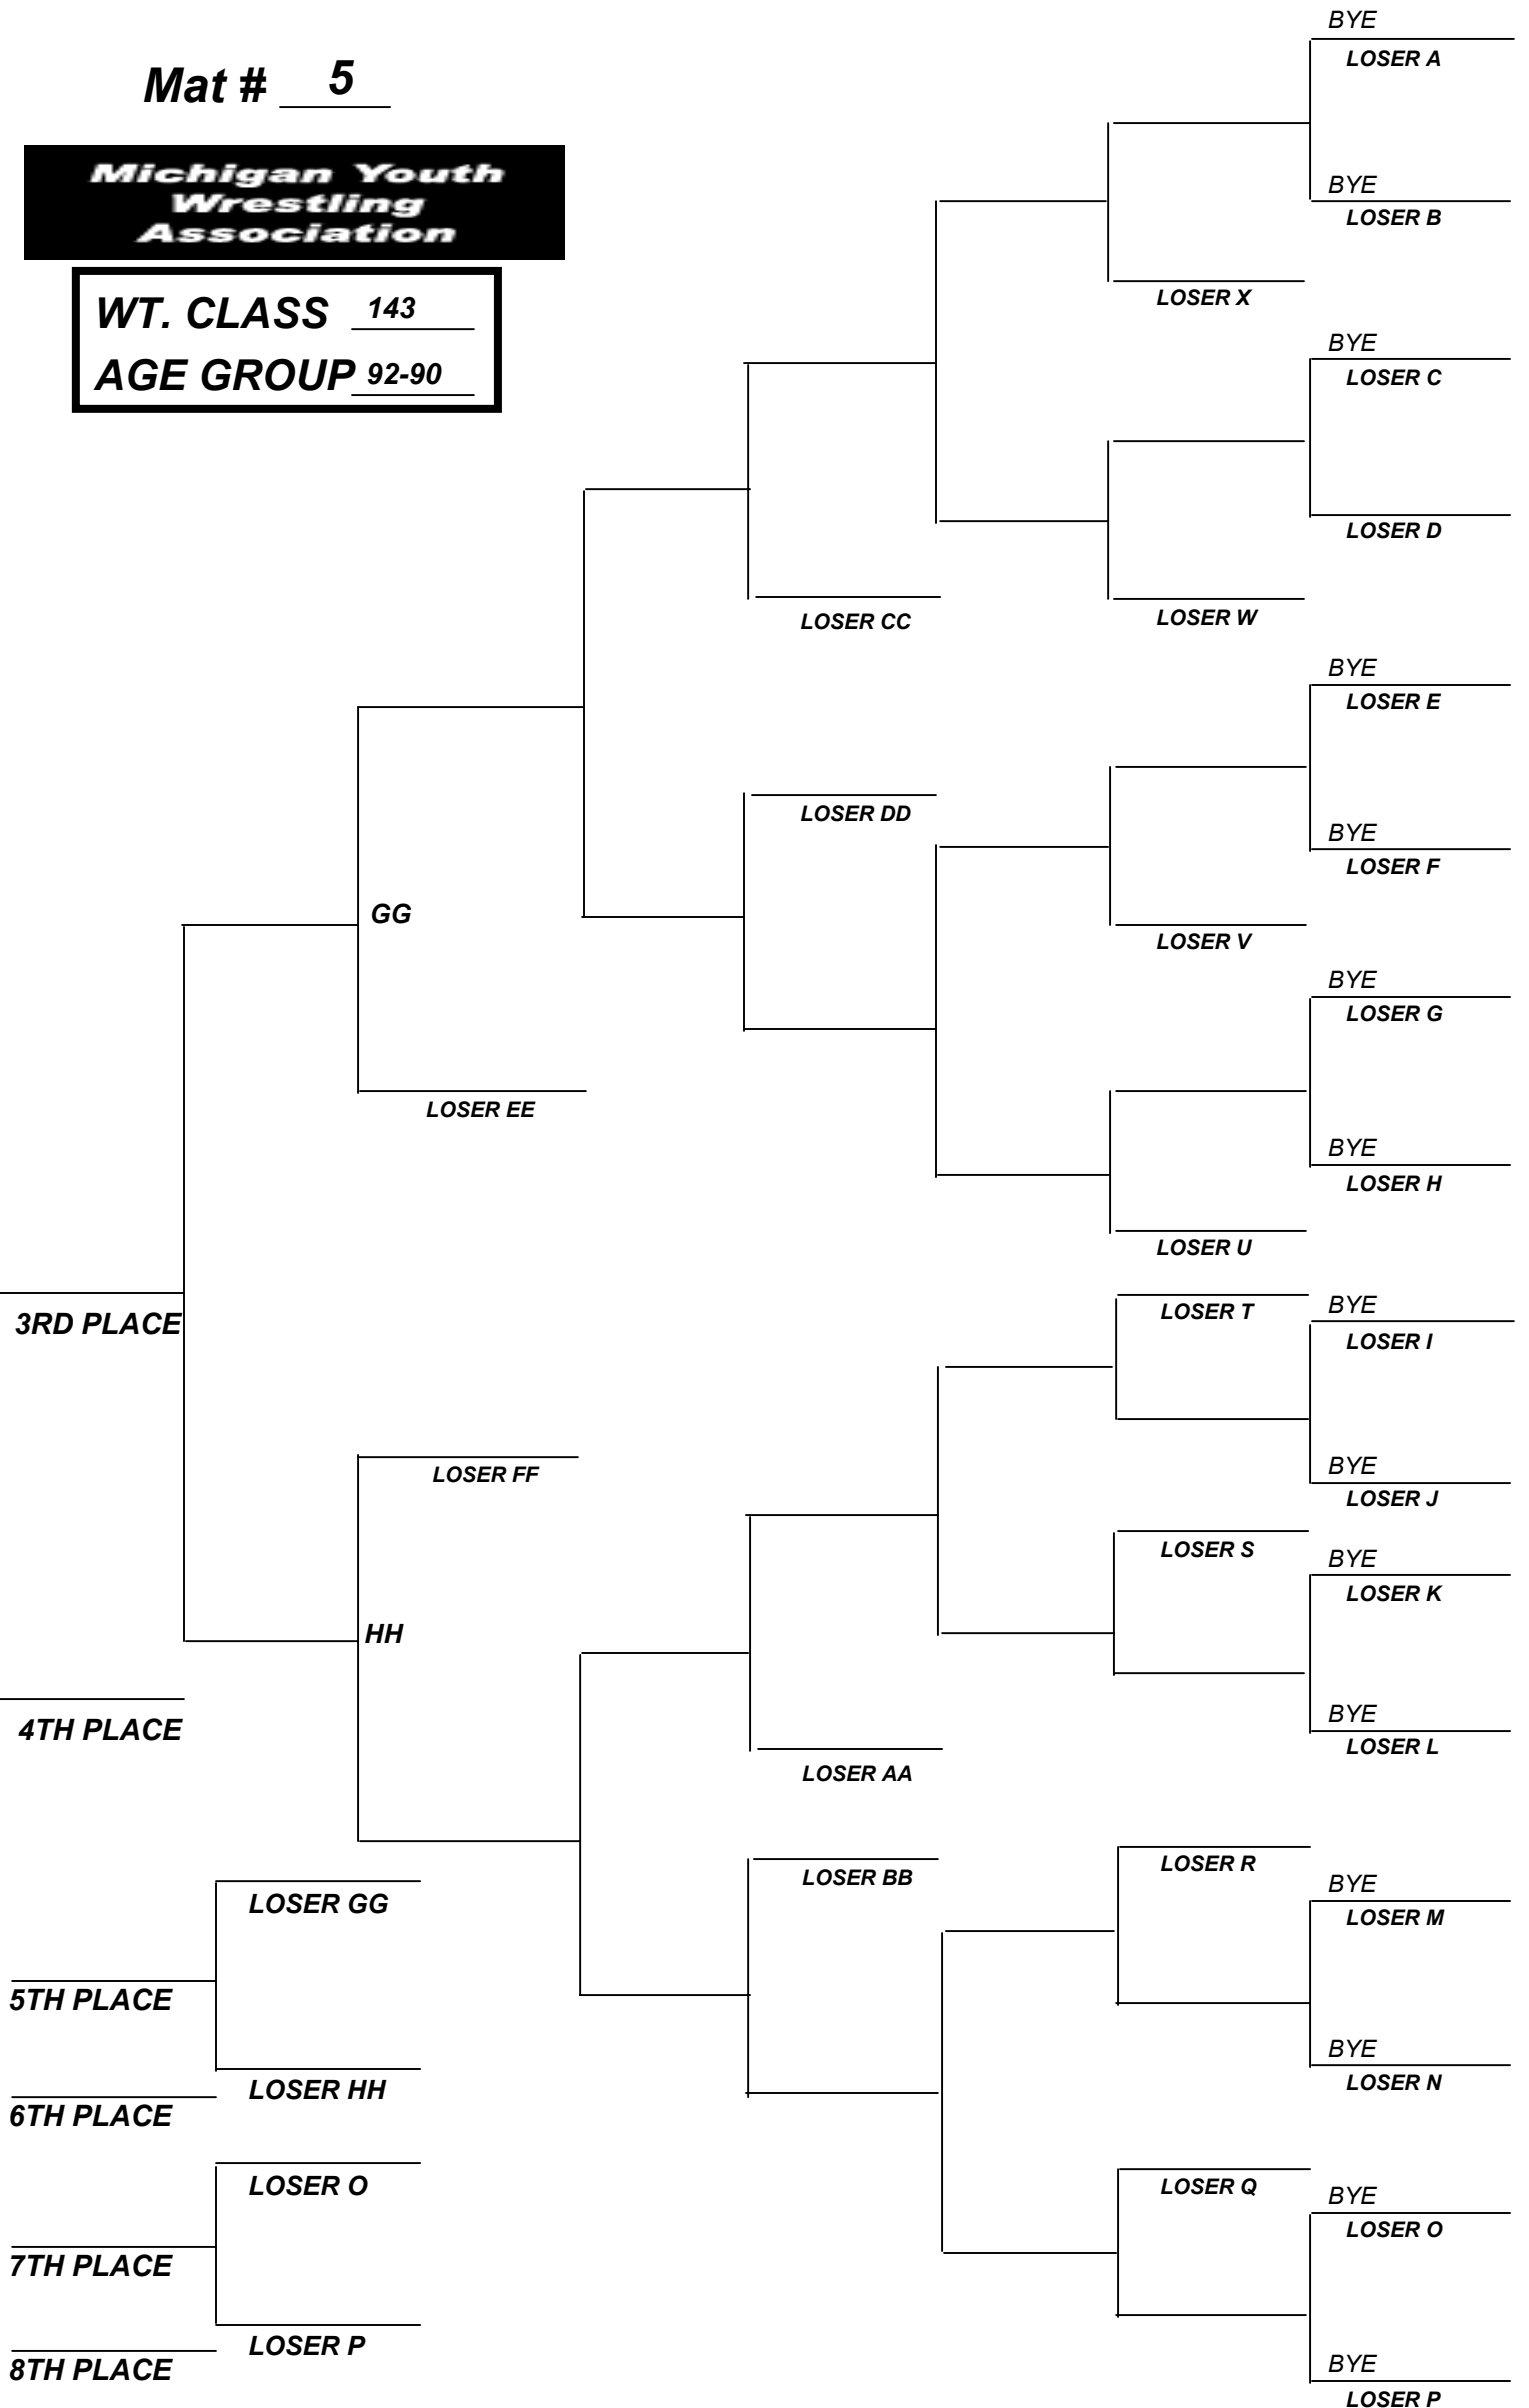 BYE
LOSER A
Mat # 5
Michigan Youth
Wrestling
Association
BYE
LOSER B
WT. CLASS 143
LOSER X
BYE
AGE GROUP 92-90
LOSER C
LOSER D
LOSER CC
LOSER W
BYE
LOSER E
LOSER DD
BYE
LOSER F
GG
LOSER V
BYE
LOSER G
LOSER EE
BYE
LOSER H
LOSER U
BYE
LOSER T
3RD PLACE
LOSER I
BYE
LOSER FF
LOSER J
LOSER S
BYE
LOSER K
HH
BYE
4TH PLACE
LOSER L
LOSER AA
LOSER R
LOSER BB
BYE
LOSER GG
LOSER M
5TH PLACE
BYE
LOSER N
LOSER HH
6TH PLACE
LOSER O
LOSER Q
BYE
LOSER O
7TH PLACE
LOSER P
BYE
8TH PLACE
LOSER P